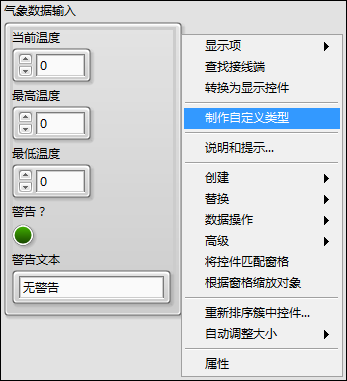 气象数据输入
当前温度
0
最高温度
0
最低温度
0
警告？
警告文本
无警告
显示项
查找接线端
转换为显示控件
制作自定义类型
说明和提示...
创建
替换
数据操作
高级
将控件匹配窗格
根据窗格缩放对象
重新排序簇中控件...
自动调整大小
属性